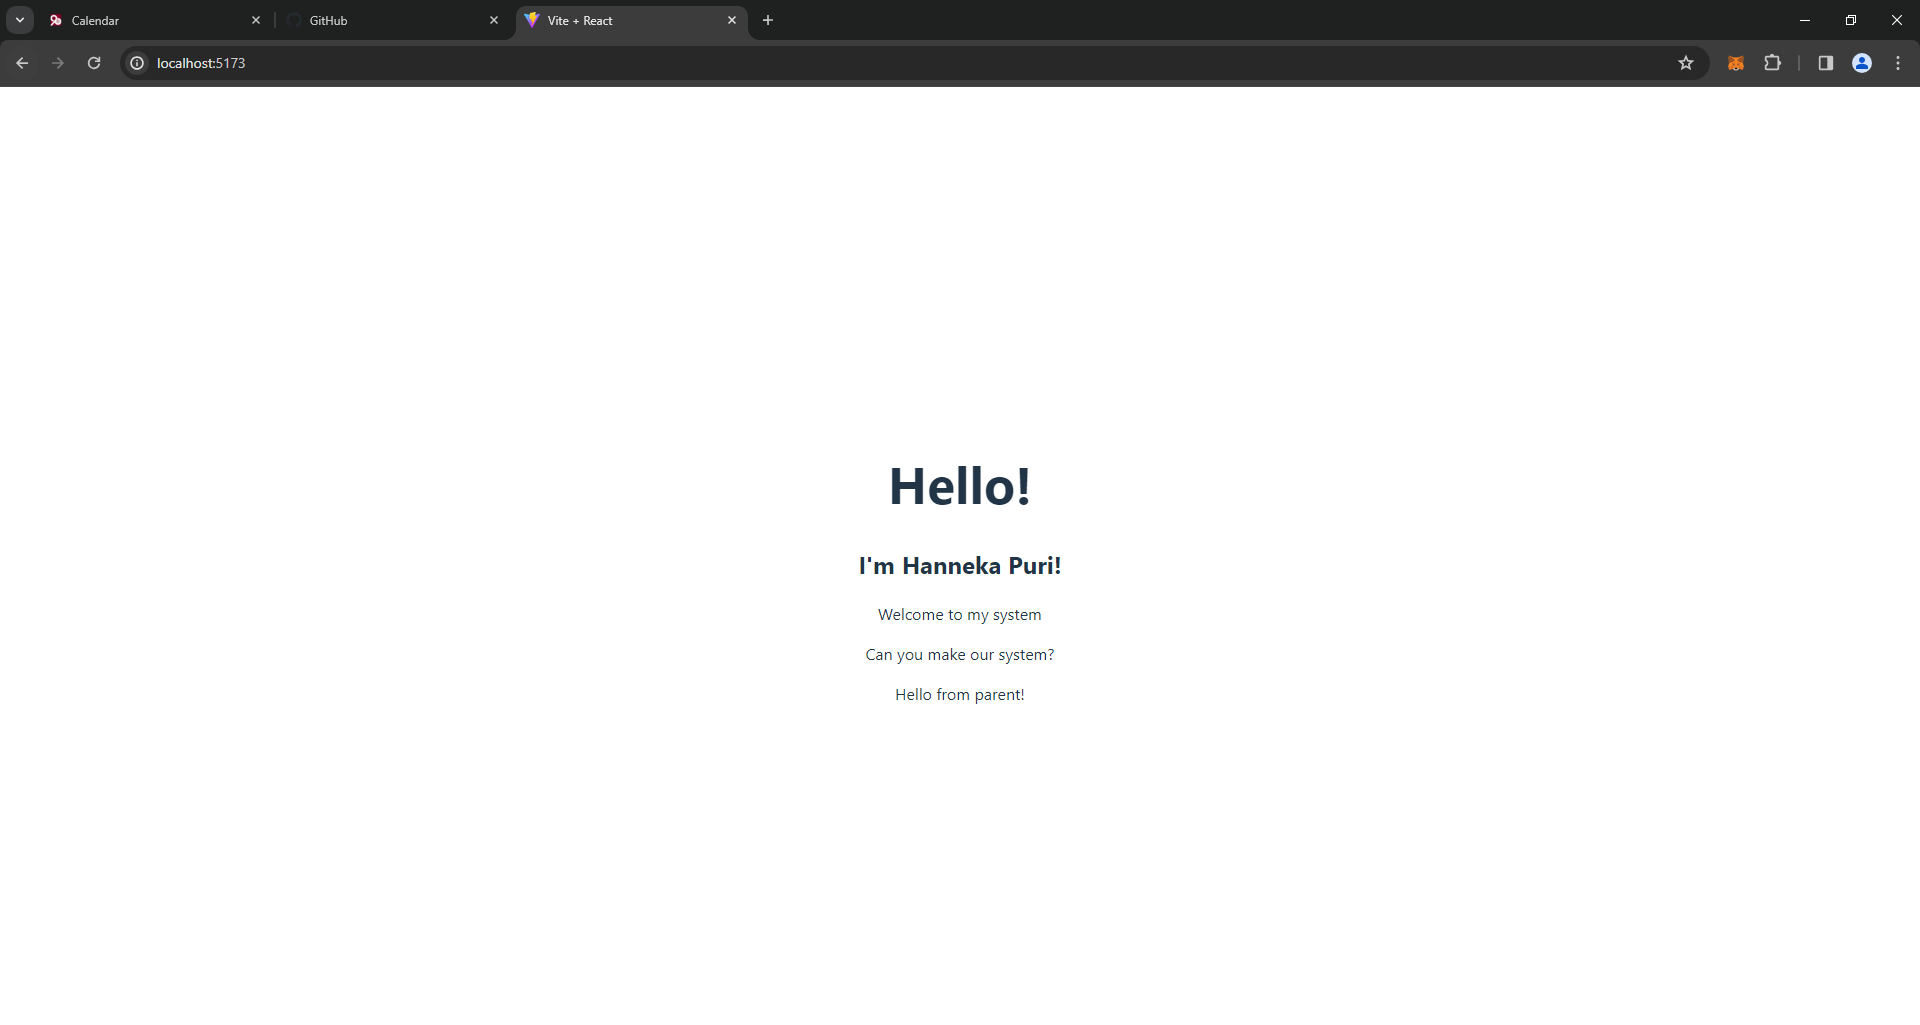 Calendar
GitHub
Vite + React
localhost:5173
Hello!
I'm Hanneka Puri!
Welcome to my system
Can you make our system?
Hello from parent!